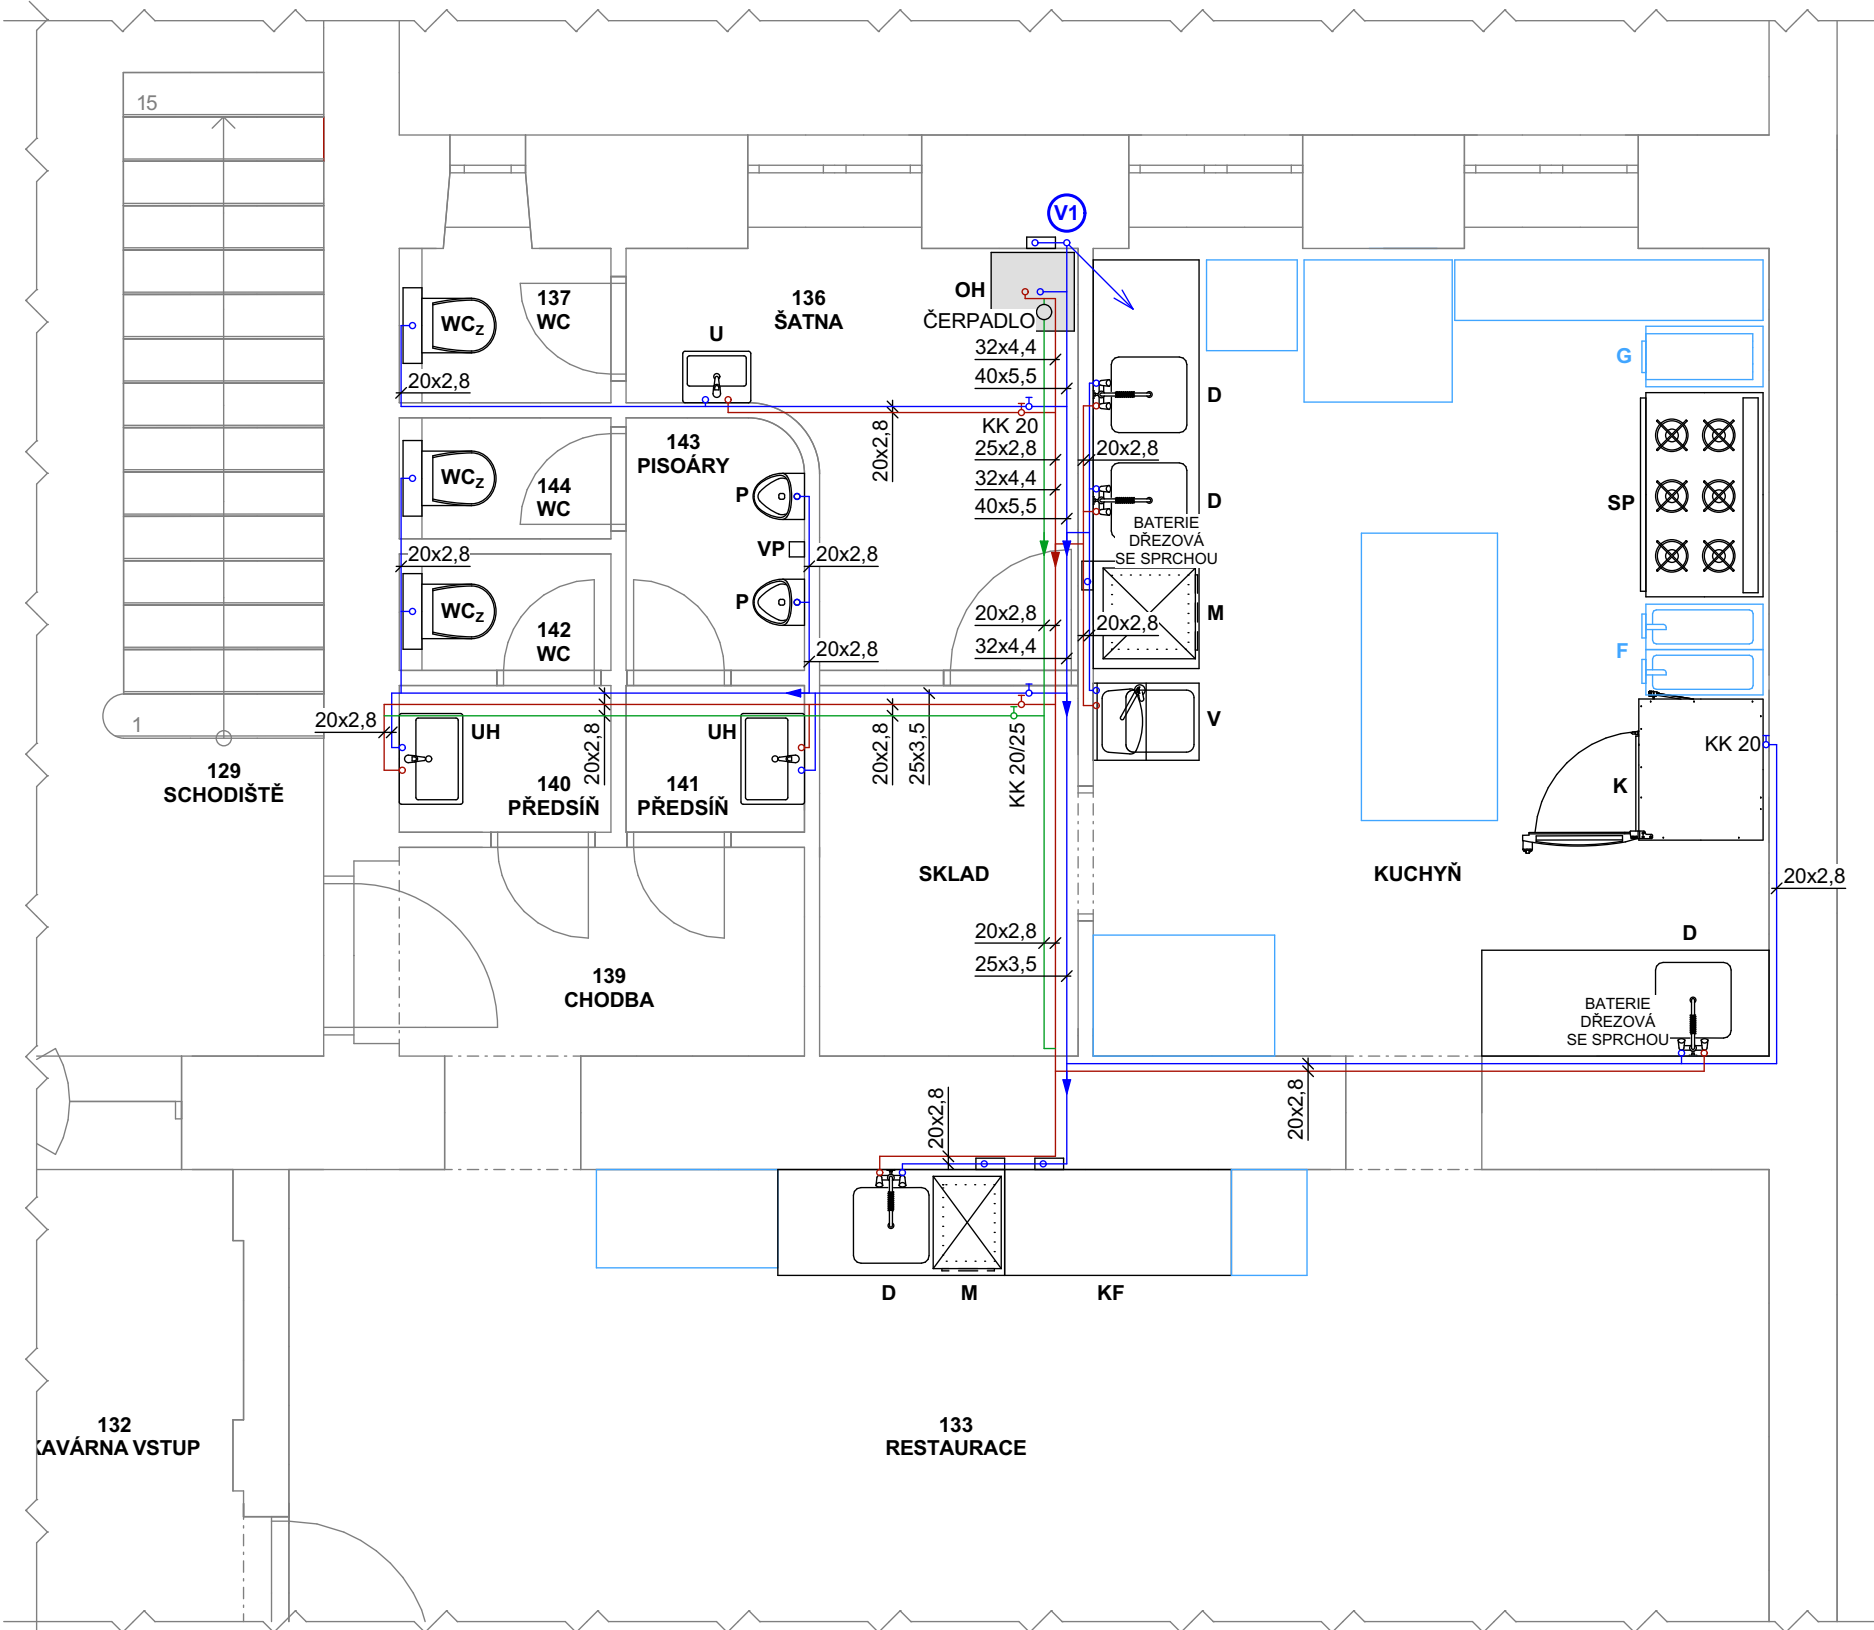 15
V1
137
WC
136
ŠATNA
OH
ČERPADLO
WCZ
U
G
32x4,4
40x5,5
20x2,8
D
KK 20
20x2,8
143
PISOÁRY
25x2,8
20x2,8
WCZ
144
WC
P
32x4,4
D
SP
40x5,5
BATERIE
DŘEZOVÁ
SE SPRCHOU
20x2,8
VP
20x2,8
WCZ
P
20x2,8
20x2,8
M
142
WC
20x2,8
32x4,4
F
1
20x2,8
UH
UH
20x2,8
20x2,8
25x3,5
KK 20/25
V
KK 20
129
SCHODIŠTĚ
140
PŘEDSÍŇ
141
PŘEDSÍŇ
K
SKLAD
KUCHYŇ
20x2,8
20x2,8
D
25x3,5
139
CHODBA
BATERIE
DŘEZOVÁ
SE SPRCHOU
20x2,8
20x2,8
D
M
KF
132
KAVÁRNA VSTUP
133
RESTAURACE